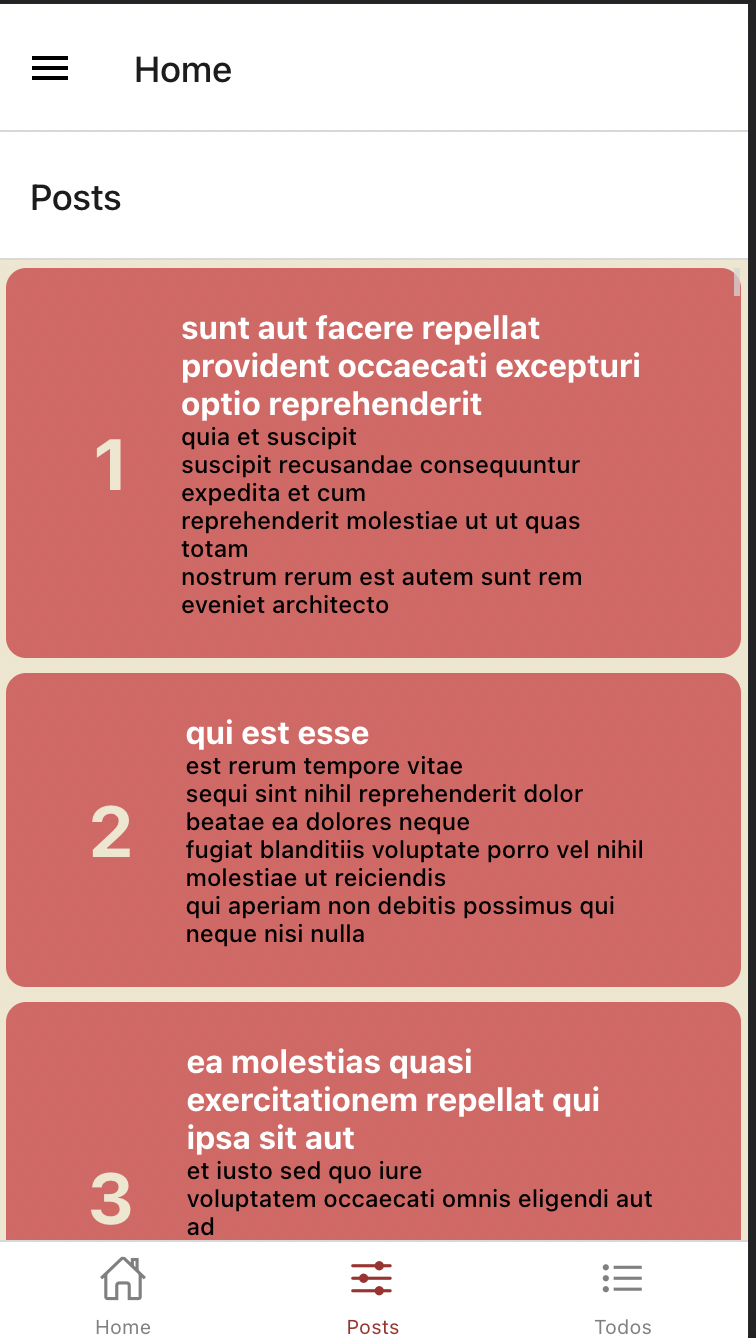 Home
Posts
1
sunt aut facere repellat
provident occaecati excepturi
optio reprehenderit
quia et suscipit
suscipit recusandae consequuntur
expedita et cum
reprehenderit molestiae ut ut quas
totam
nostrum rerum est autem sunt rem
eveniet architecto
2
qui est esse
est rerum tempore vitae
sequi sint nihil reprehenderit dolor
beatae ea dolores neque
fugiat blanditiis voluptate porro vel nihil
molestiae ut reiciendis
qui aperiam non debitis possimus qui
neque nisi nulla
3
ea molestias quasi
exercitationem repellat qui
ipsa sit aut
et iusto sed quo iure
voluptatem occaecati omnis eligendi aut
ad
Home
Posts
Todos